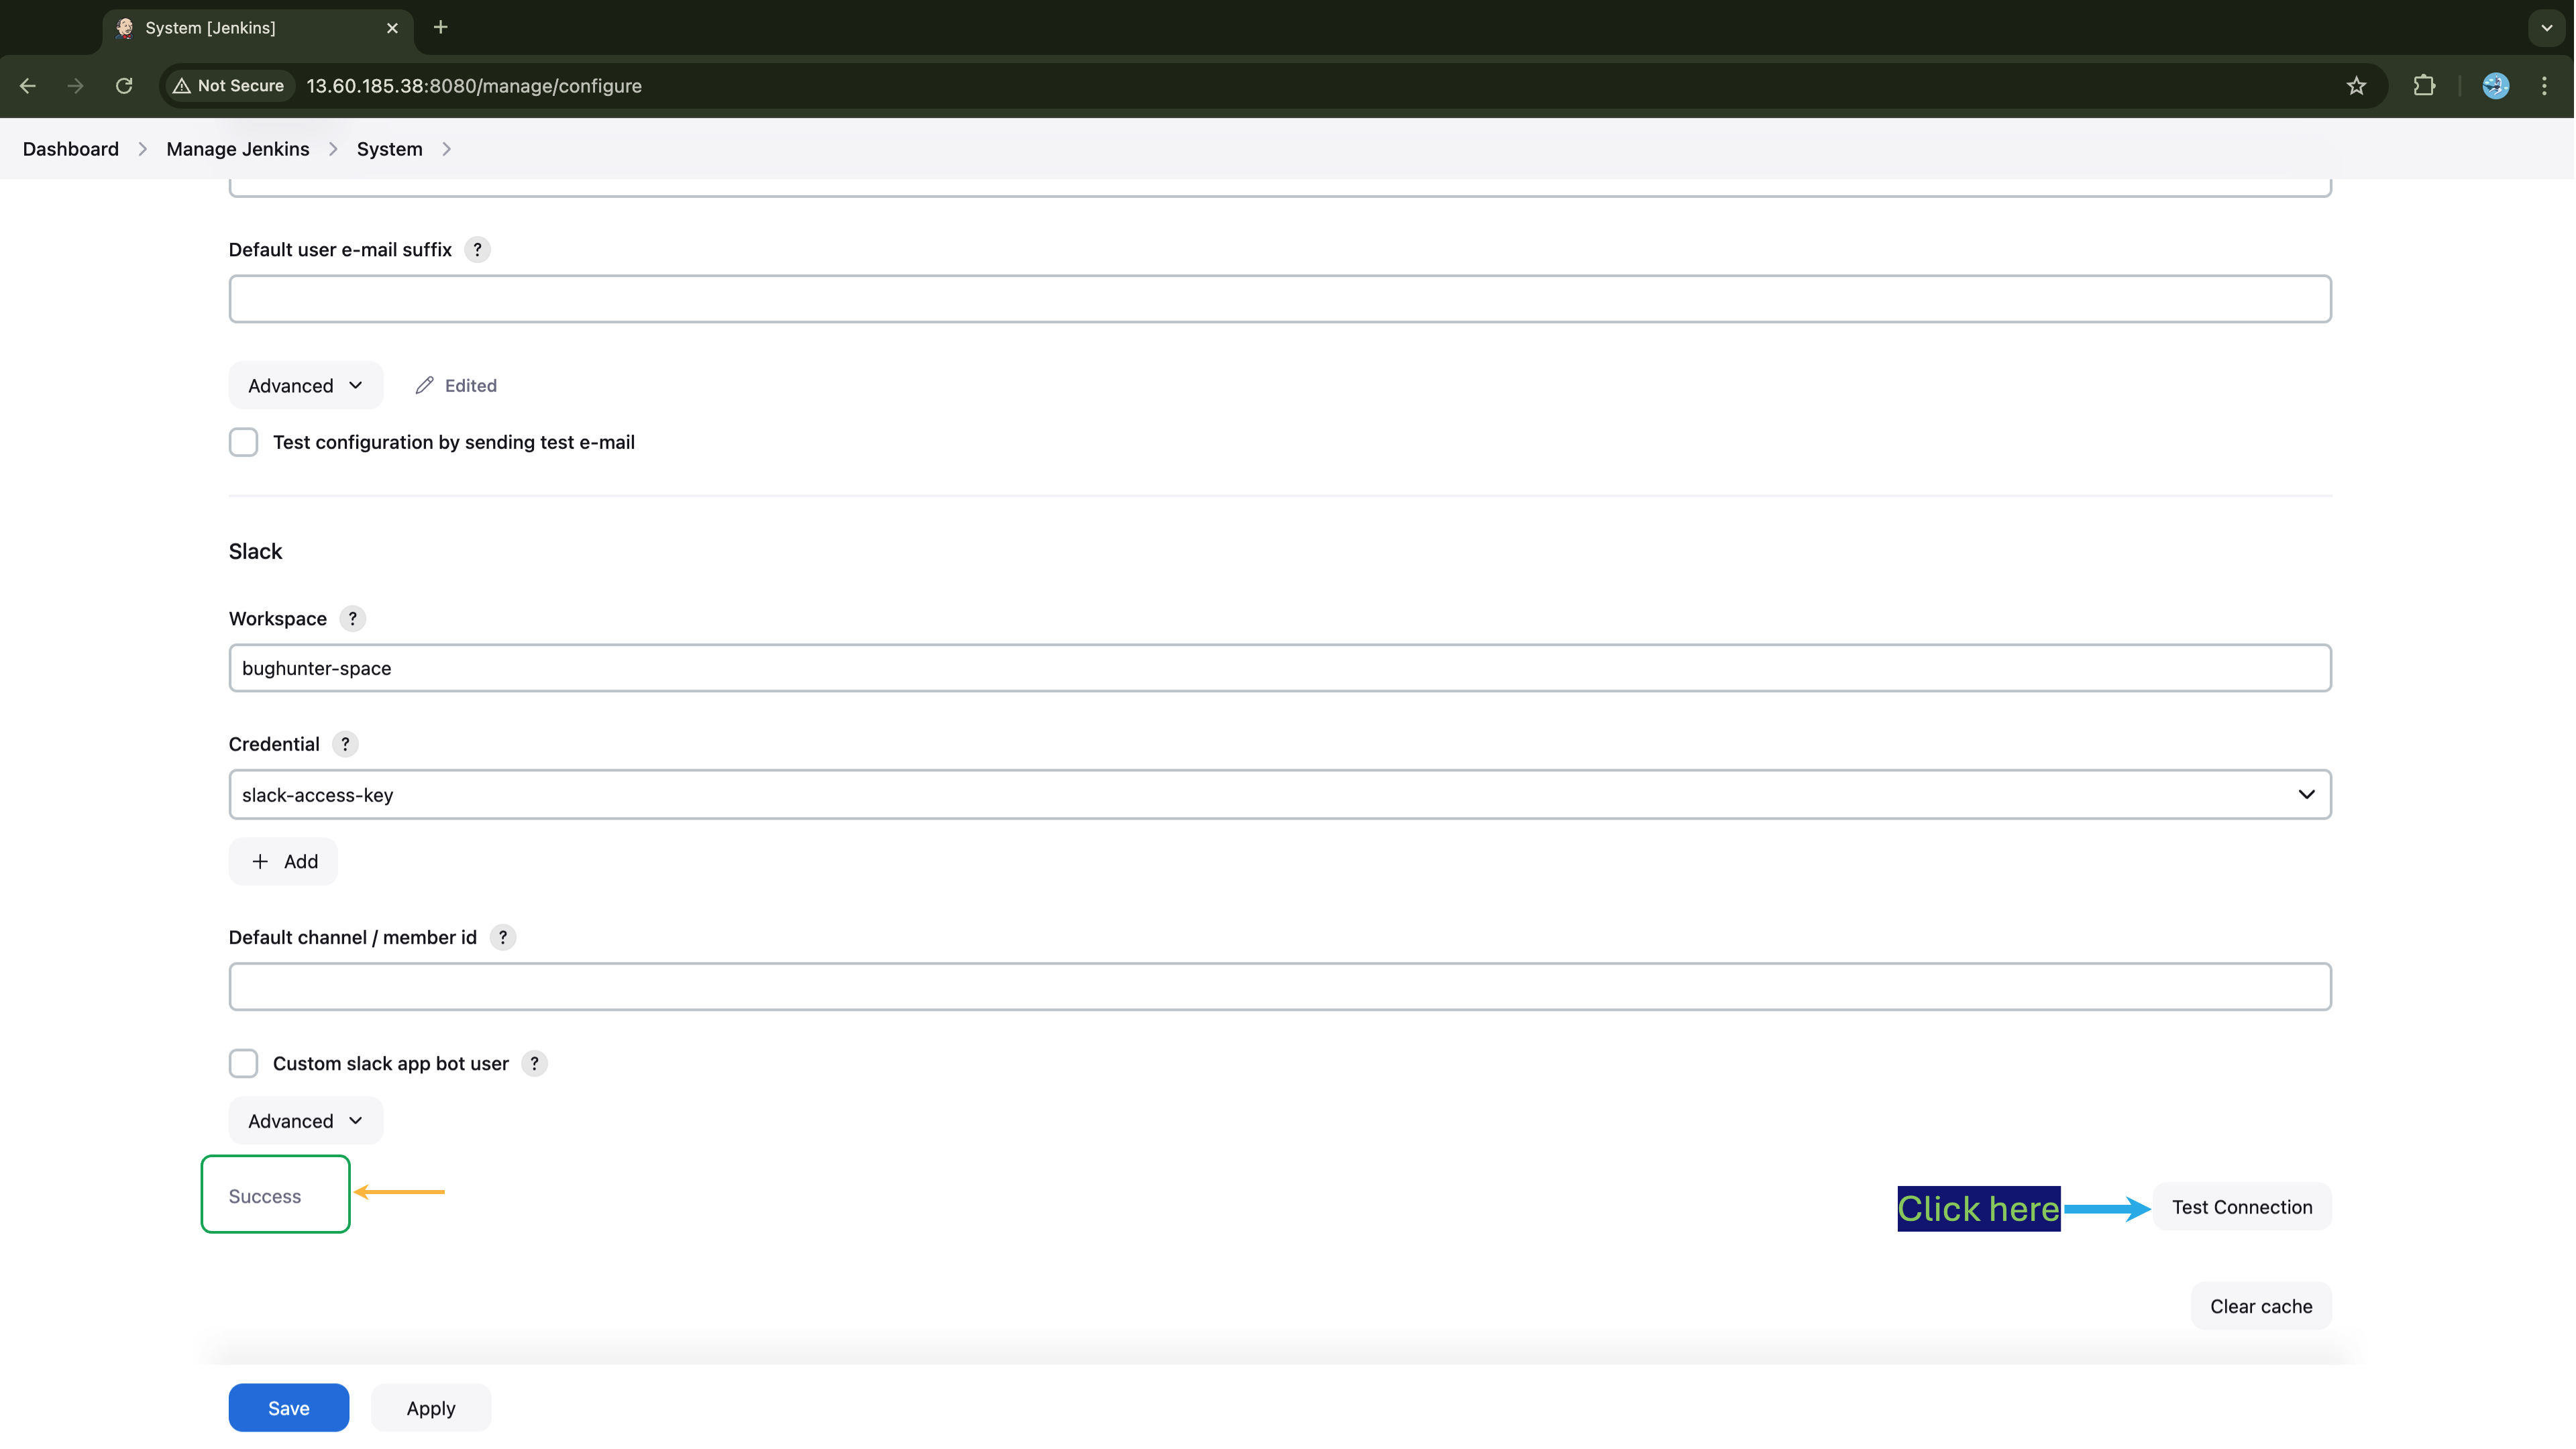 System [Jenkins]
Not Secure 13.60.185.38:8080/manage/configure
Dashboard Manage Jenkins System
Default user e-mail suffix ?
Advanced Edited
Test configuration by sending test e-mail
Slack
Workspace ?
bughunter-space
Credential ?
slack-access-key
+ Add
Default channel / member id ?
Custom slack app bot user ?
Advanced
Success
Click here Test Connection
Clear cache
Save Apply